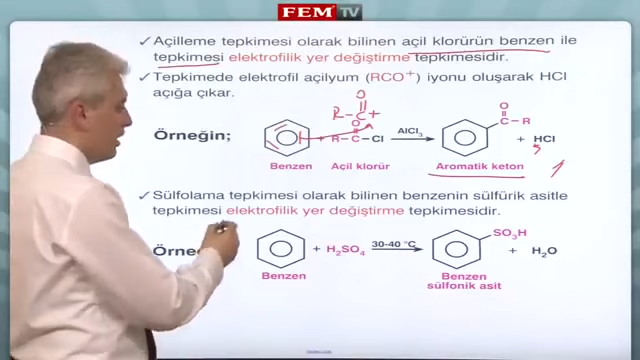 FEM TV
✓ Açilleme tepkimesi olarak bilinen açil klorürün benzen ile
tepkimesi elektrofilik yer değiştirme tepkimesidir.
✓ Tepkimede elektrofil açilyum (RCO⁺) iyonu oluşarak HCl
açığa çıkar.
O
R-C+
O
O
Örneğin; + R-C-Cl AlCl₃ C-R + HCl
Benzen Açil klorür Aromatik keton
✓ Sülfolama tepkimesi olarak bilinen benzenin sülfürik asitle
tepkimesi elektrofilik yer değiştirme tepkimesidir.
SO₃H
+ H₂SO₄ 30-40 °C + H₂O
Benzen Benzen
sülfonik asit